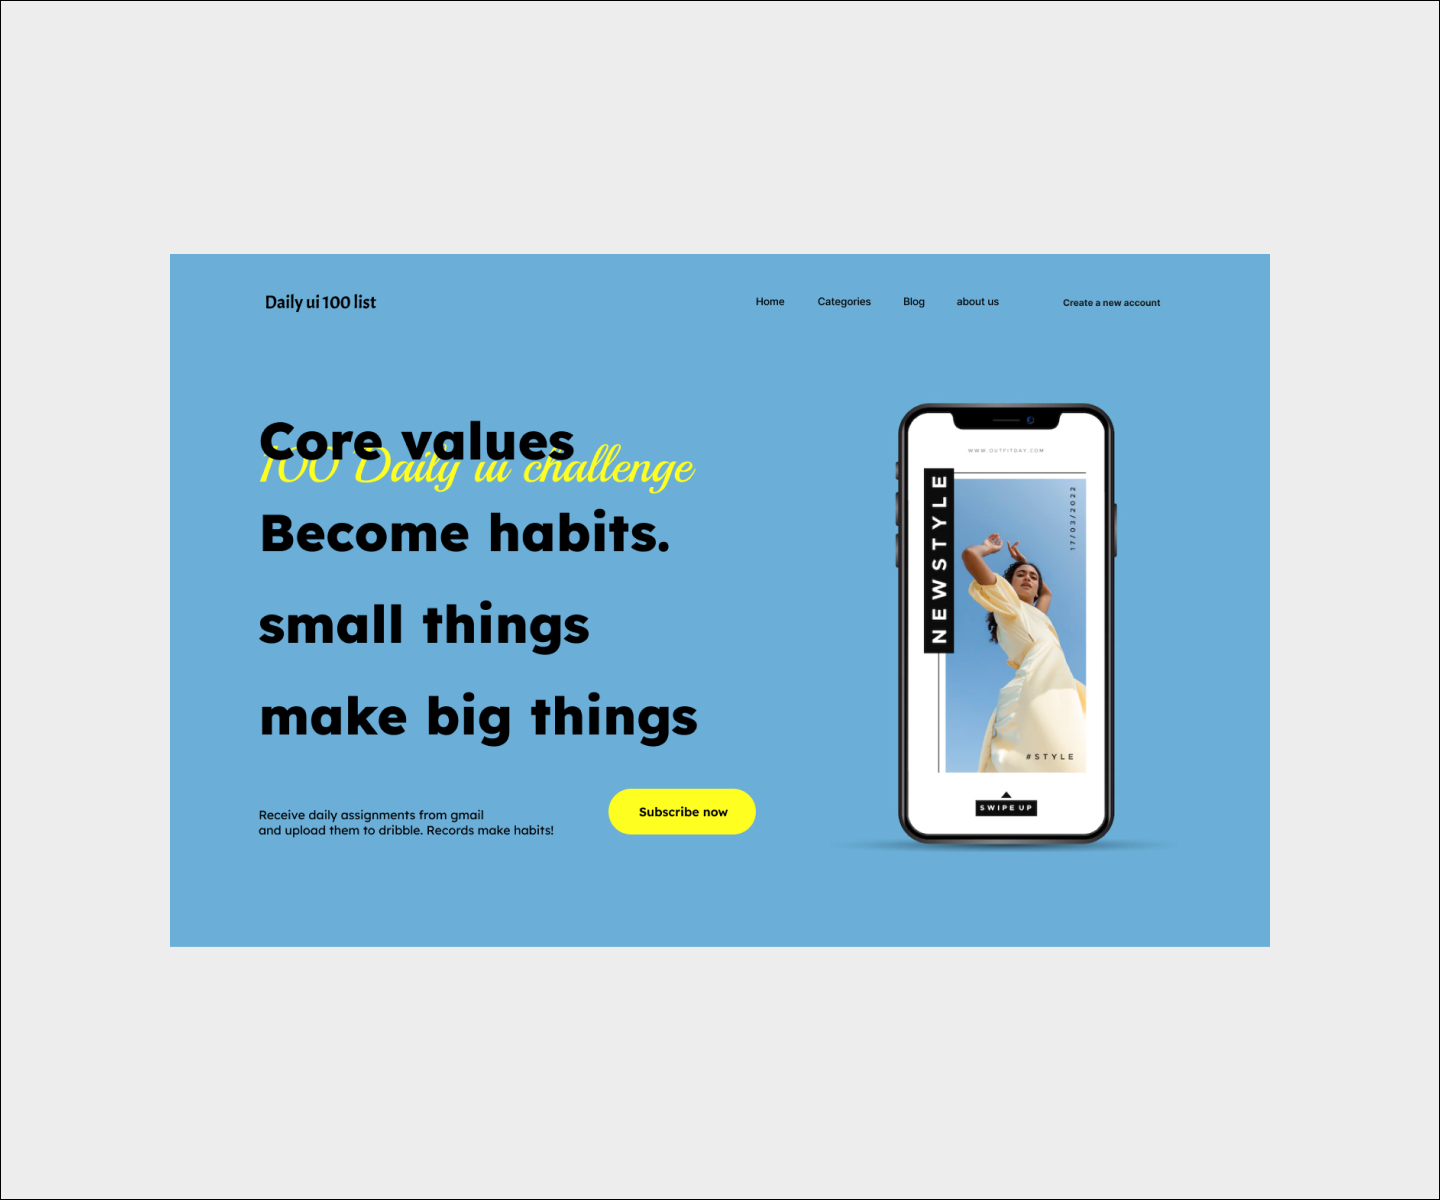 Daily ui 100 list
Home
Categories
Blog
about us
Create a new account
Core values
100 Daily ui challenge
Become habits.
small things
make big things
Receive daily assignments from gmail
and upload them to dribble. Records make habits!
Subscribe now
WWW.OUTFITDAY.COM
NEWSTYLE
17/03/2022
#STYLE
SWIPE UP